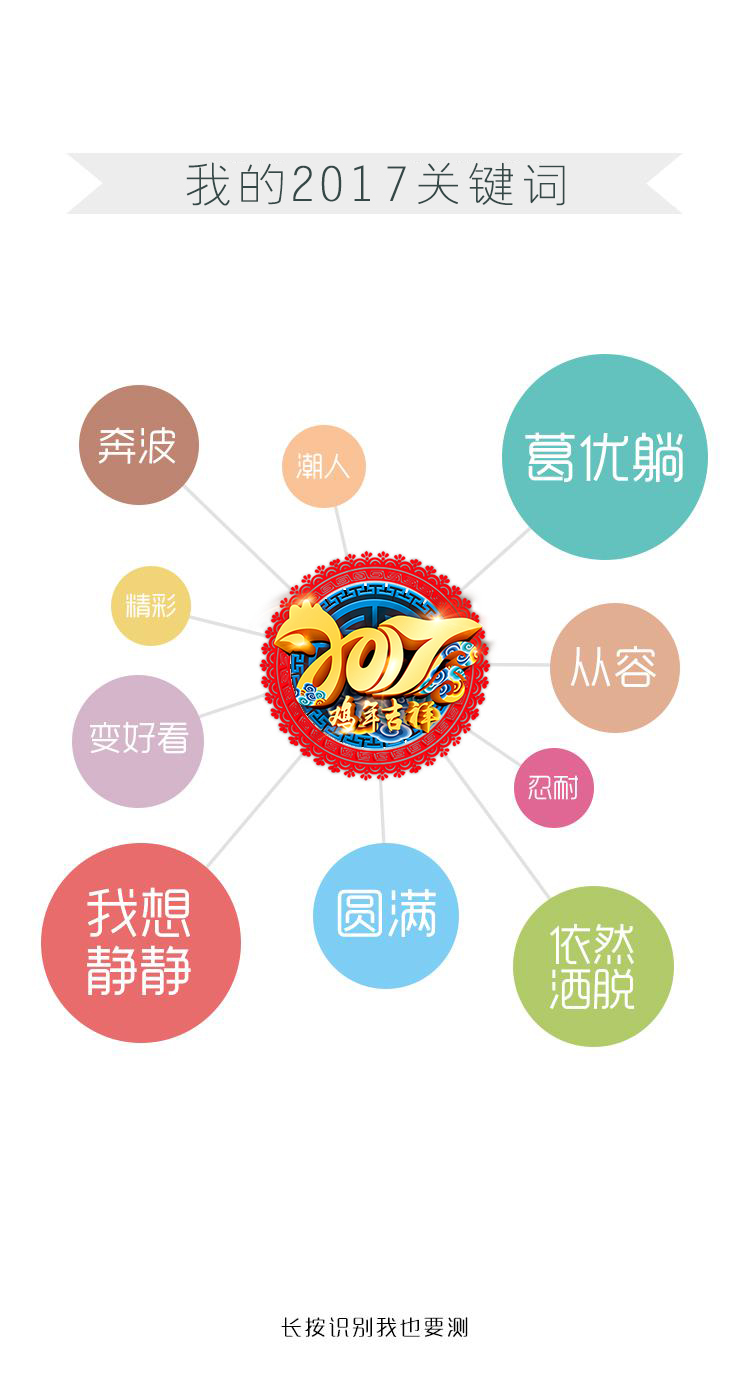 我的2017关键词
葛优躺
奔波
潮人
精彩
从容
2017
鸡年吉祥
变好看
忍耐
我想
静静
圆满
依然
洒脱
长按识别我也要测